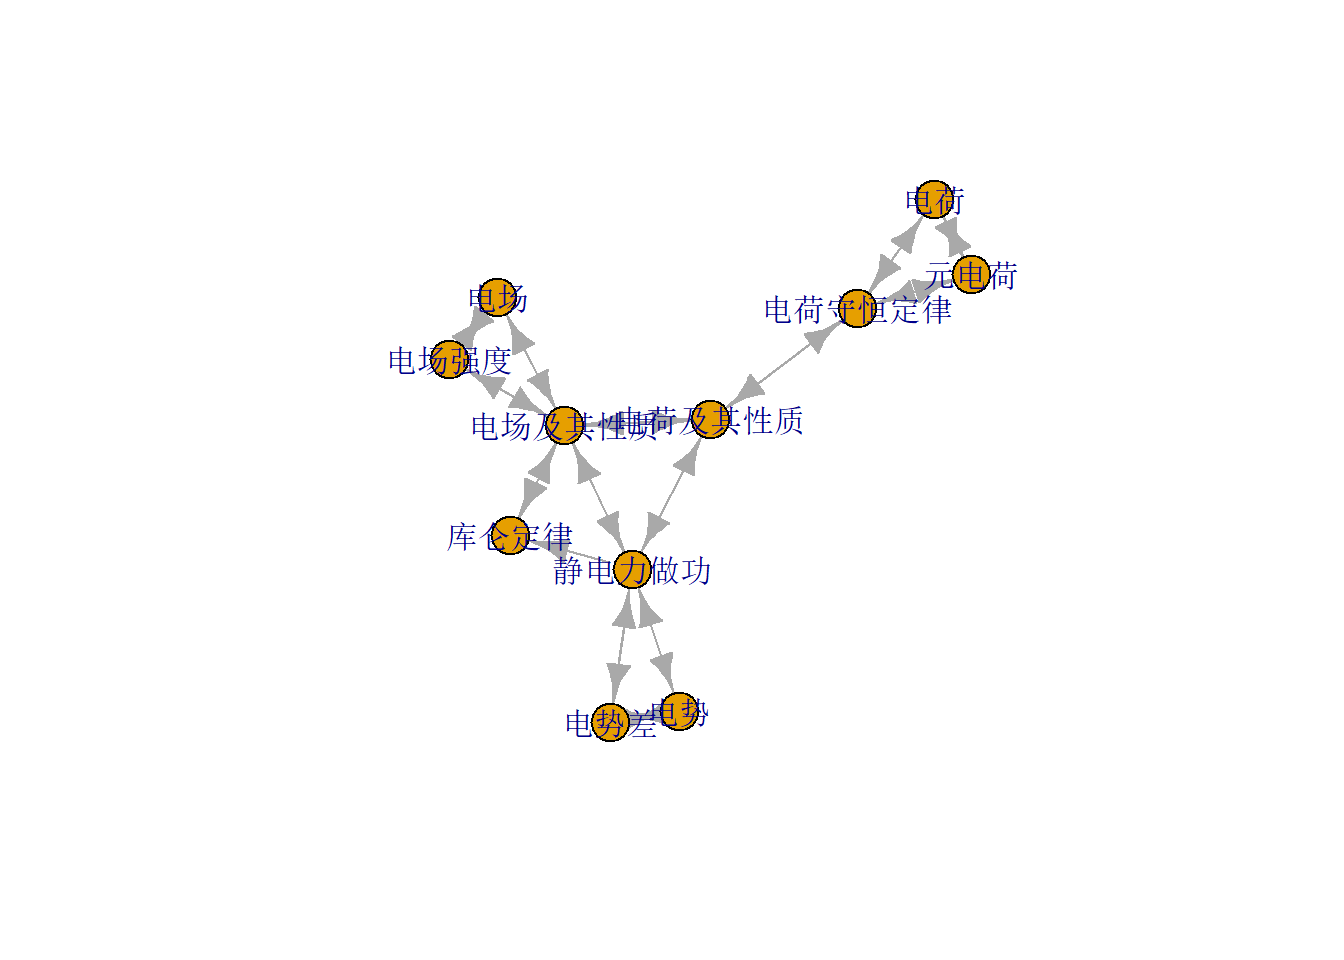 电荷
元电荷
电场
电荷守恒定律
电场强度
电荷及其性质
电场及其性质
库仑定律
静电力做功
电势
电势差